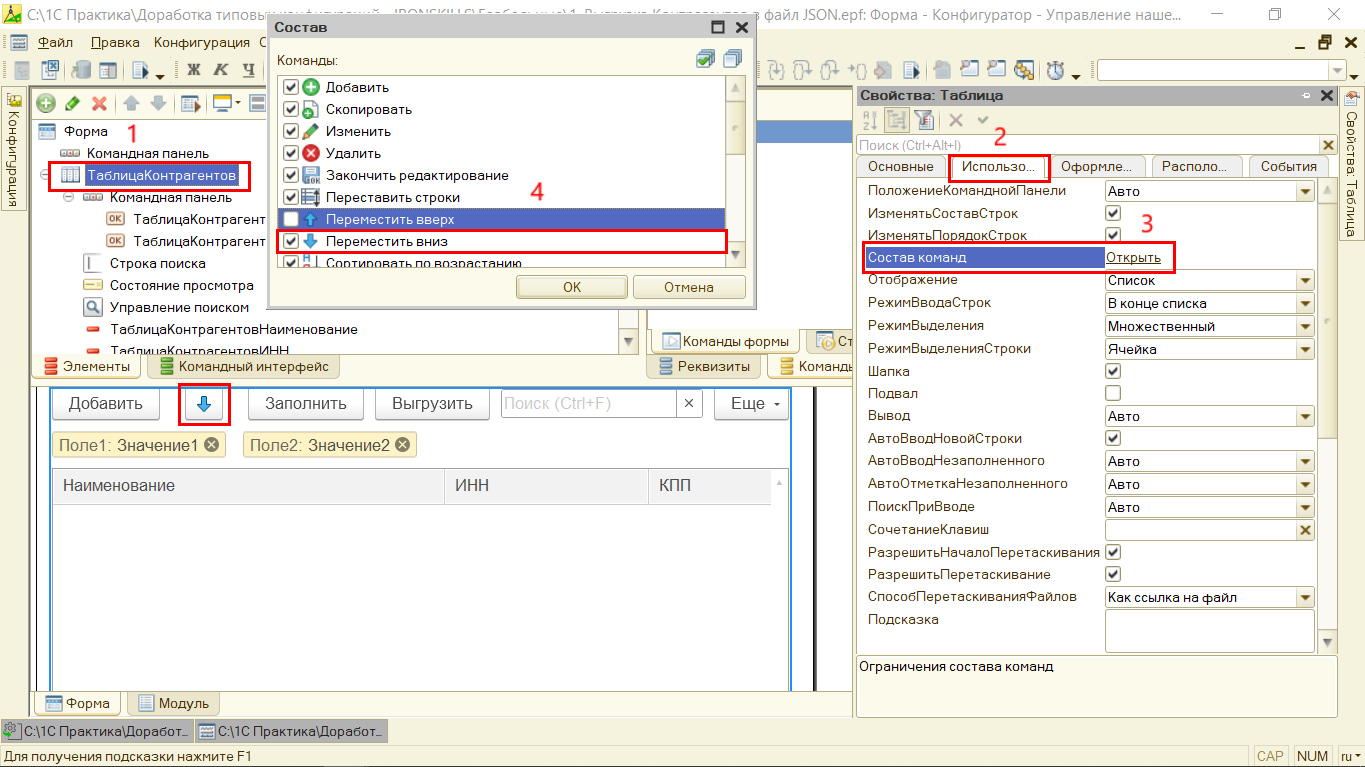 C:\1С Практика\Доработка типовых конфигураций - IRONSKILLS\
в файл JSON.epf: Форма - Конфигуратор - Управление наше...
Файл Правка Конфигурация
Ж К Ч
Состав
Команды:
Добавить
Скопировать
Изменить
Удалить
Закончить редактирование
Переставить строки
Переместить вверх
Переместить вниз
Сортировать по возрастанию
4
OK Отмена
Конфигурация
Форма 1
Командная панель
ТаблицаКонтрагентов
Командная панель
OK ТаблицаКонтрагент
OK ТаблицаКонтрагент
Строка поиска
Состояние просмотра
Управление поиском
ТаблицаКонтрагентовНаименование
ТаблицаКонтрагентовИНН
Элементы Командный интерфейс
Команды формы Ст
Реквизиты Команды
Добавить Заполнить Выгрузить Поиск (Ctrl+F) × Еще
Поле1: Значение1 Поле2: Значение2
Наименование ИНН КПП
Форма Модуль
Свойства: Таблица
2
Поиск (Ctrl+Alt+I)
Основные Использо... Оформле... Располо... События
ПоложениеКоманднойПанели Авто
ИзменятьСоставСтрок
ИзменятьПорядокСтрок 3
Состав команд Открыть
Отображение Список
РежимВводаСтрок В конце списка
РежимВыделения Множественный
РежимВыделенияСтроки Ячейка
Шапка
Подвал
Вывод Авто
АвтоВводНовойСтроки
АвтоВводНезаполненного Авто
АвтоОтметкаНезаполненного Авто
ПоискПриВводе Авто
СочетаниеКлавиш
РазрешитьНачалоПеретаскивания
РазрешитьПеретаскивание
СпособПеретаскиванияФайлов Как ссылка на файл
Подсказка
Ограничения состава команд
Свойства: Таблица
C:\1С Практика\Доработ... C:\1С Практика\Доработ...
Для получения подсказки нажмите F1 CAP NUM ru